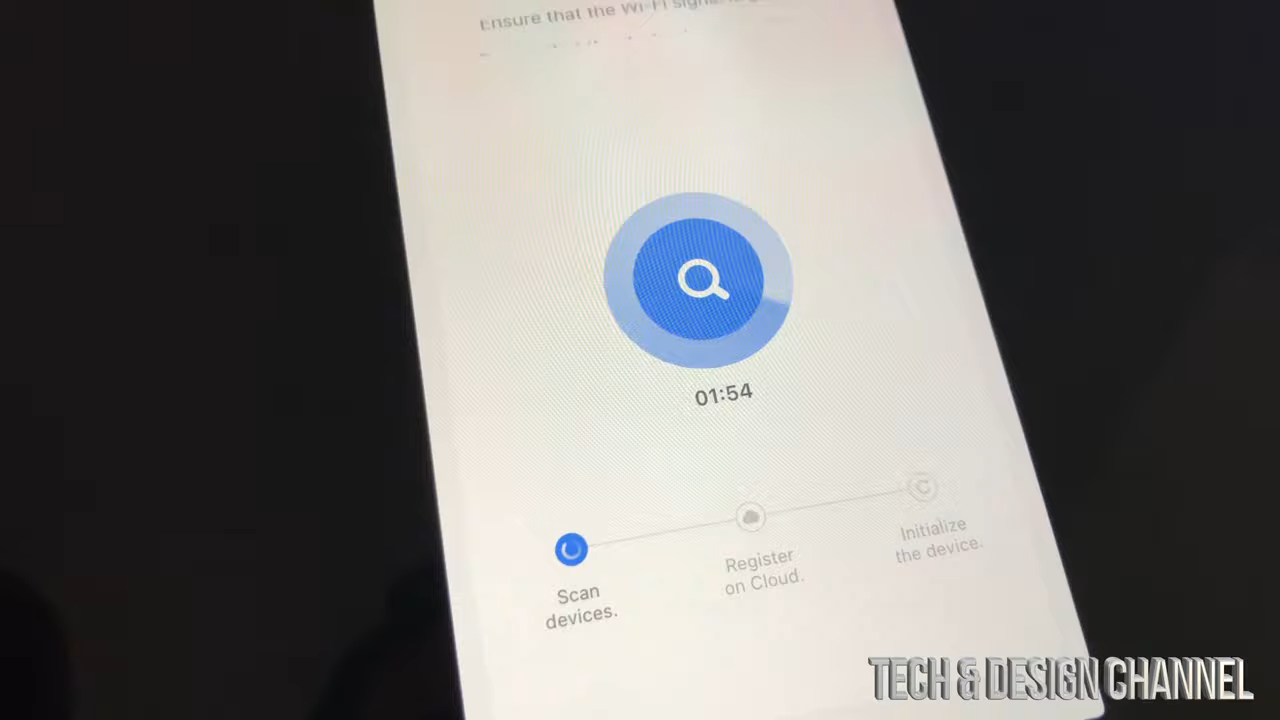 Ensure that the Wi-Fi signal
01:54
Scan
devices.
Register
on Cloud.
Initialize
the device.
TECH & DESIGN CHANNEL